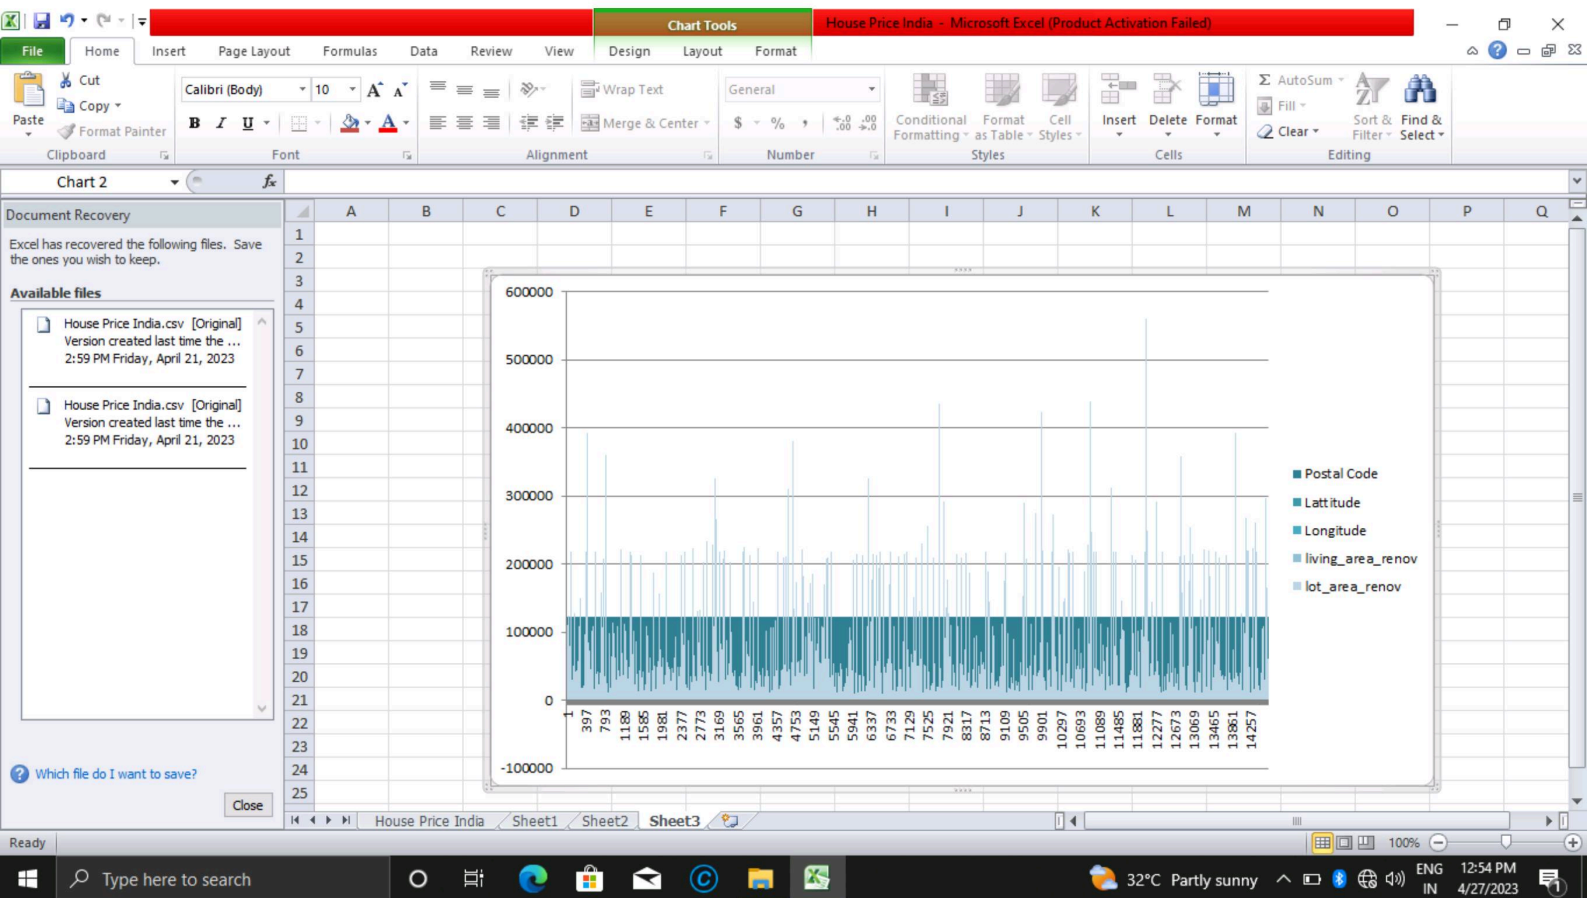 Chart Tools
House Price India - Microsoft Excel (Product Activation Failed)
File Home Insert Page Layout Formulas Data Review View Design Layout Format
Cut
Copy
Format Painter
Paste
Clipboard
Calibri (Body) 10
B I U A
Font
Wrap Text
Merge & Center
Alignment
General
$ % ,
Number
Conditional Formatting
Format as Table
Cell Styles
Styles
Insert Delete Format
Cells
Σ AutoSum
Fill
Clear
Sort & Filter
Find & Select
Editing
Chart 2
fx
Document Recovery
Excel has recovered the following files. Save
the ones you wish to keep.
Available files
House Price India.csv [Original]
Version created last time the ...
2:59 PM Friday, April 21, 2023
House Price India.csv [Original]
Version created last time the ...
2:59 PM Friday, April 21, 2023
Which file do I want to save?
Close
A B C D E F G H I J K L M N O P Q
1
2
3
4
5
6
7
8
9
10
11
12
13
14
15
16
17
18
19
20
21
22
23
24
25
600000
500000
400000
300000
200000
100000
0
-100000
1 397 793 1189 1585 1981 2377 2773 3169 3565 3961 4357 4753 5149 5545 5941 6337 6733 7129 7525 7921 8317 8713 9109 9505 9901 10297 10693 11089 11485 11881 12277 12673 13069 13465 13861 14257
Postal Code
Lattitude
Longitude
living_area_renov
lot_area_renov
House Price India Sheet1 Sheet2 Sheet3
Ready
100%
Type here to search
32°C Partly sunny
ENG
IN
12:54 PM
4/27/2023
1